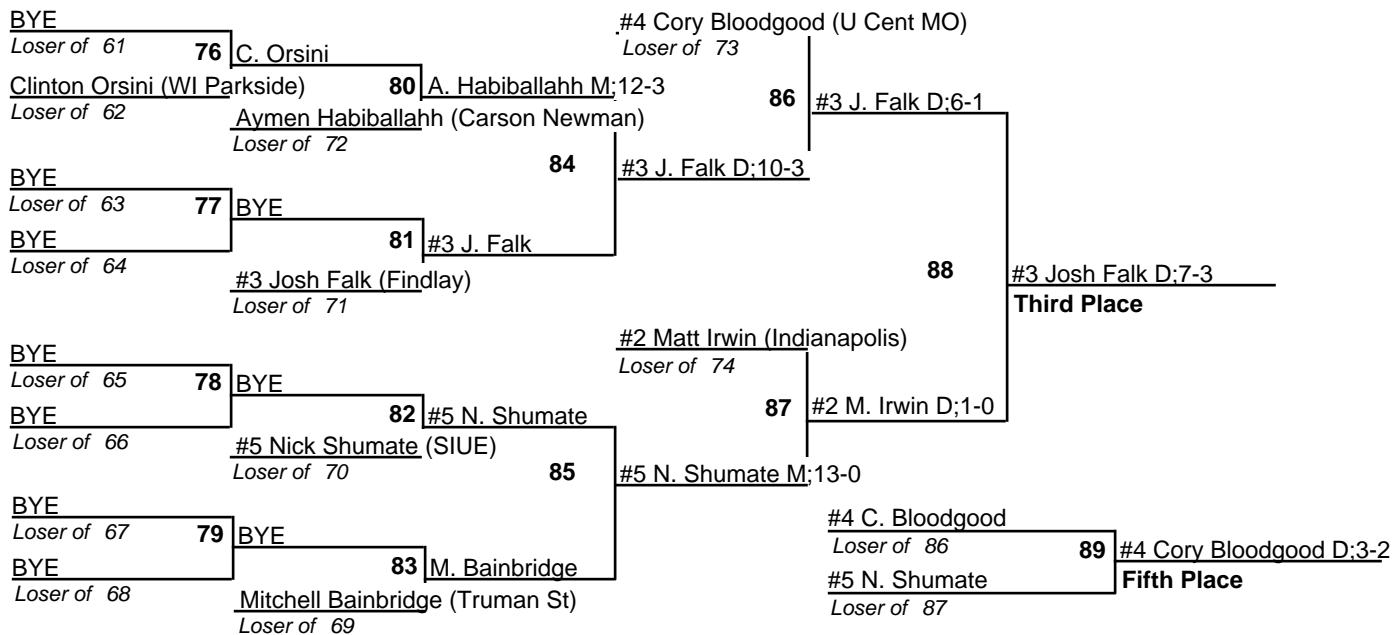 BYE
Loser of 61
76
C. Orsini
Clinton Orsini (WI Parkside)
Loser of 62
80
A. Habiballahh M;12-3
Aymen Habiballahh (Carson Newman)
Loser of 72
BYE
Loser of 63
77
BYE
BYE
Loser of 64
81
#3 J. Falk
#3 Josh Falk (Findlay)
Loser of 71
84
#3 J. Falk D;10-3
#4 Cory Bloodgood (U Cent MO)
Loser of 73
86
#3 J. Falk D;6-1
BYE
Loser of 65
78
BYE
BYE
Loser of 66
82
#5 N. Shumate
#5 Nick Shumate (SIUE)
Loser of 70
BYE
Loser of 67
79
BYE
BYE
Loser of 68
83
M. Bainbridge
Mitchell Bainbridge (Truman St)
Loser of 69
85
#5 N. Shumate M;13-0
#2 Matt Irwin (Indianapolis)
Loser of 74
87
#2 M. Irwin D;1-0
88
#3 Josh Falk D;7-3
Third Place
#4 C. Bloodgood
Loser of 86
89
#4 Cory Bloodgood D;3-2
#5 N. Shumate
Loser of 87
Fifth Place